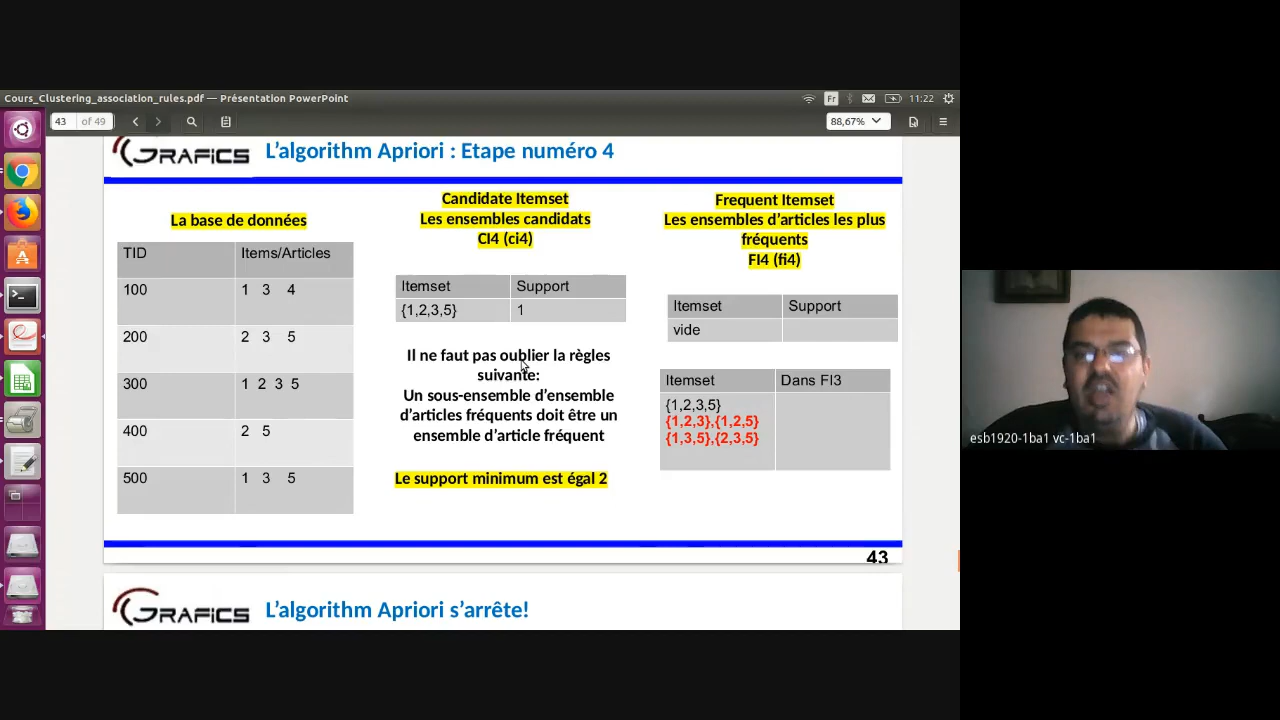 Cours_Clustering_association_rules.pdf — Présentation PowerPoint
Fr
11:22
43
of 49
88,67%
GRAFICS
L'algorithm Apriori : Etape numéro 4
La base de données
TID Items/Articles
100 1 3 4
200 2 3 5
300 1 2 3 5
400 2 5
500 1 3 5
Candidate Itemset
Les ensembles candidats
CI4 (ci4)
Itemset Support
{1,2,3,5} 1
Il ne faut pas oublier la règles
suivante:
Un sous-ensemble d'ensemble
d'articles fréquents doit être un
ensemble d'article fréquent
Le support minimum est égal 2
Frequent Itemset
Les ensembles d'articles les plus
fréquents
FI4 (fi4)
Itemset Support
vide
Itemset Dans FI3
{1,2,3,5}
{1,2,3},{1,2,5}
{1,3,5},{2,3,5}
43
GRAFICS
L'algorithm Apriori s'arrête!
esb1920-1ba1 vc-1ba1